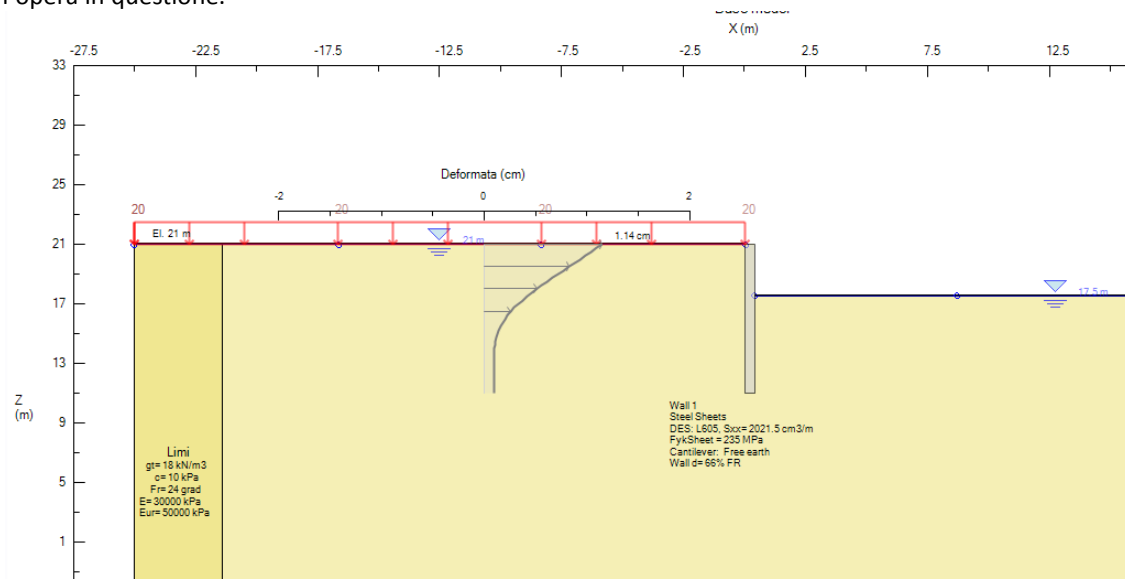 l'opera in questione.
Base model
X (m)
-27.5 -22.5 -17.5 -12.5 -7.5 -2.5 2.5 7.5 12.5
33
29
25
Deformata (cm)
-2 0 2
20 20 20 20
El. 21 m
21 m
1.14 cm
21
17.5 m
17
13
Z
(m)
9
5
1
Wall 1
Steel Sheets
DES: L605, Sxx= 2021.5 cm3/m
FykSheet = 235 MPa
Cantilever: Free earth
Wall d= 66% FR
Limi
gt= 18 kN/m3
c= 10 kPa
Fr= 24 grad
E= 30000 kPa
Eur= 50000 kPa